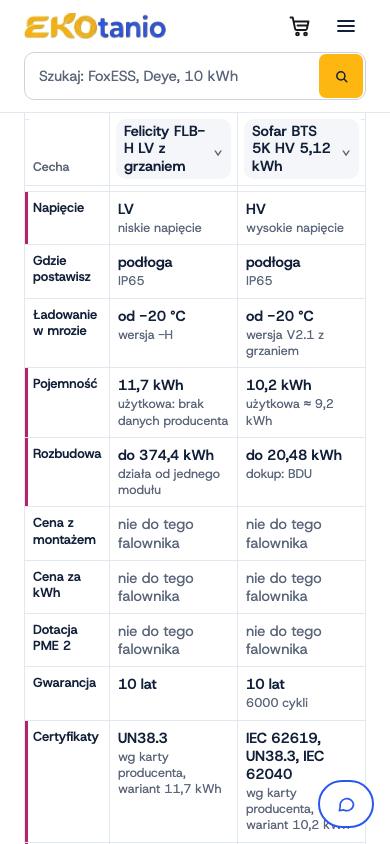 EKOtanio
Szukaj: FoxESS, Deye, 10 kWh
Cecha
Felicity FLB-
H LV z
grzaniem
Sofar BTS
5K HV 5,12
kWh
Napięcie
LV
niskie napięcie
HV
wysokie napięcie
Gdzie
postawisz
podłoga
IP65
podłoga
IP65
Ładowanie
w mrozie
od −20 °C
wersja −H
od −20 °C
wersja V2.1 z
grzaniem
Pojemność
11,7 kWh
użytkowa: brak
danych producenta
10,2 kWh
użytkowa ≈ 9,2
kWh
Rozbudowa
do 374,4 kWh
działa od jednego
modułu
do 20,48 kWh
dokup: BDU
Cena z
montażem
nie do tego
falownika
nie do tego
falownika
Cena za
kWh
nie do tego
falownika
nie do tego
falownika
Dotacja
PME 2
nie do tego
falownika
nie do tego
falownika
Gwarancja
10 lat
10 lat
6000 cykli
Certyfikaty
UN38.3
wg karty
producenta,
wariant 11,7 kWh
IEC 62619,
UN38.3, IEC
62040
wg karty
producenta,
wariant 10,2